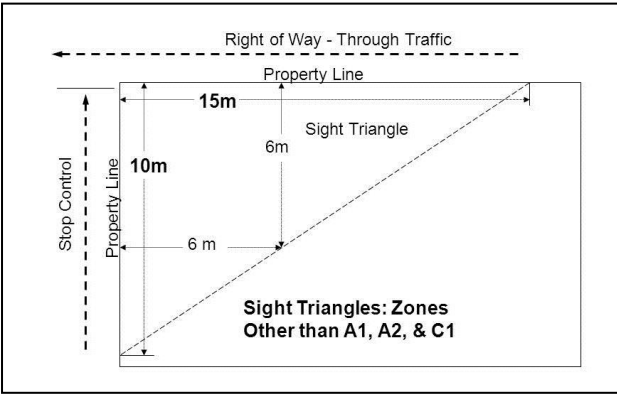 Right of Way - Through Traffic
Property Line
15m
Sight Triangle
6m
10m
Stop Control
Property Line
6 m
Sight Triangles: Zones
Other than A1, A2, & C1